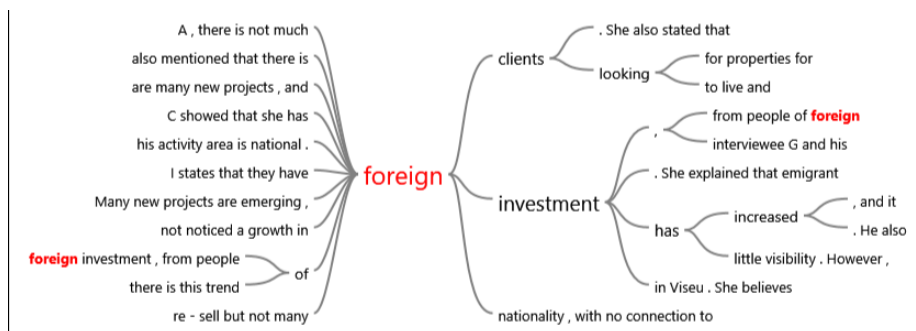 A , there is not much
also mentioned that there is
are many new projects , and
C showed that she has
his activity area is national .
I states that they have
Many new projects are emerging ,
not noticed a growth in
foreign investment , from people
there is this trend
of
re - sell but not many
foreign
clients
. She also stated that
looking
for properties for
to live and
investment
,
from people of foreign
interviewee G and his
. She explained that emigrant
has
increased
, and it
. He also
little visibility . However ,
in Viseu . She believes
nationality , with no connection to